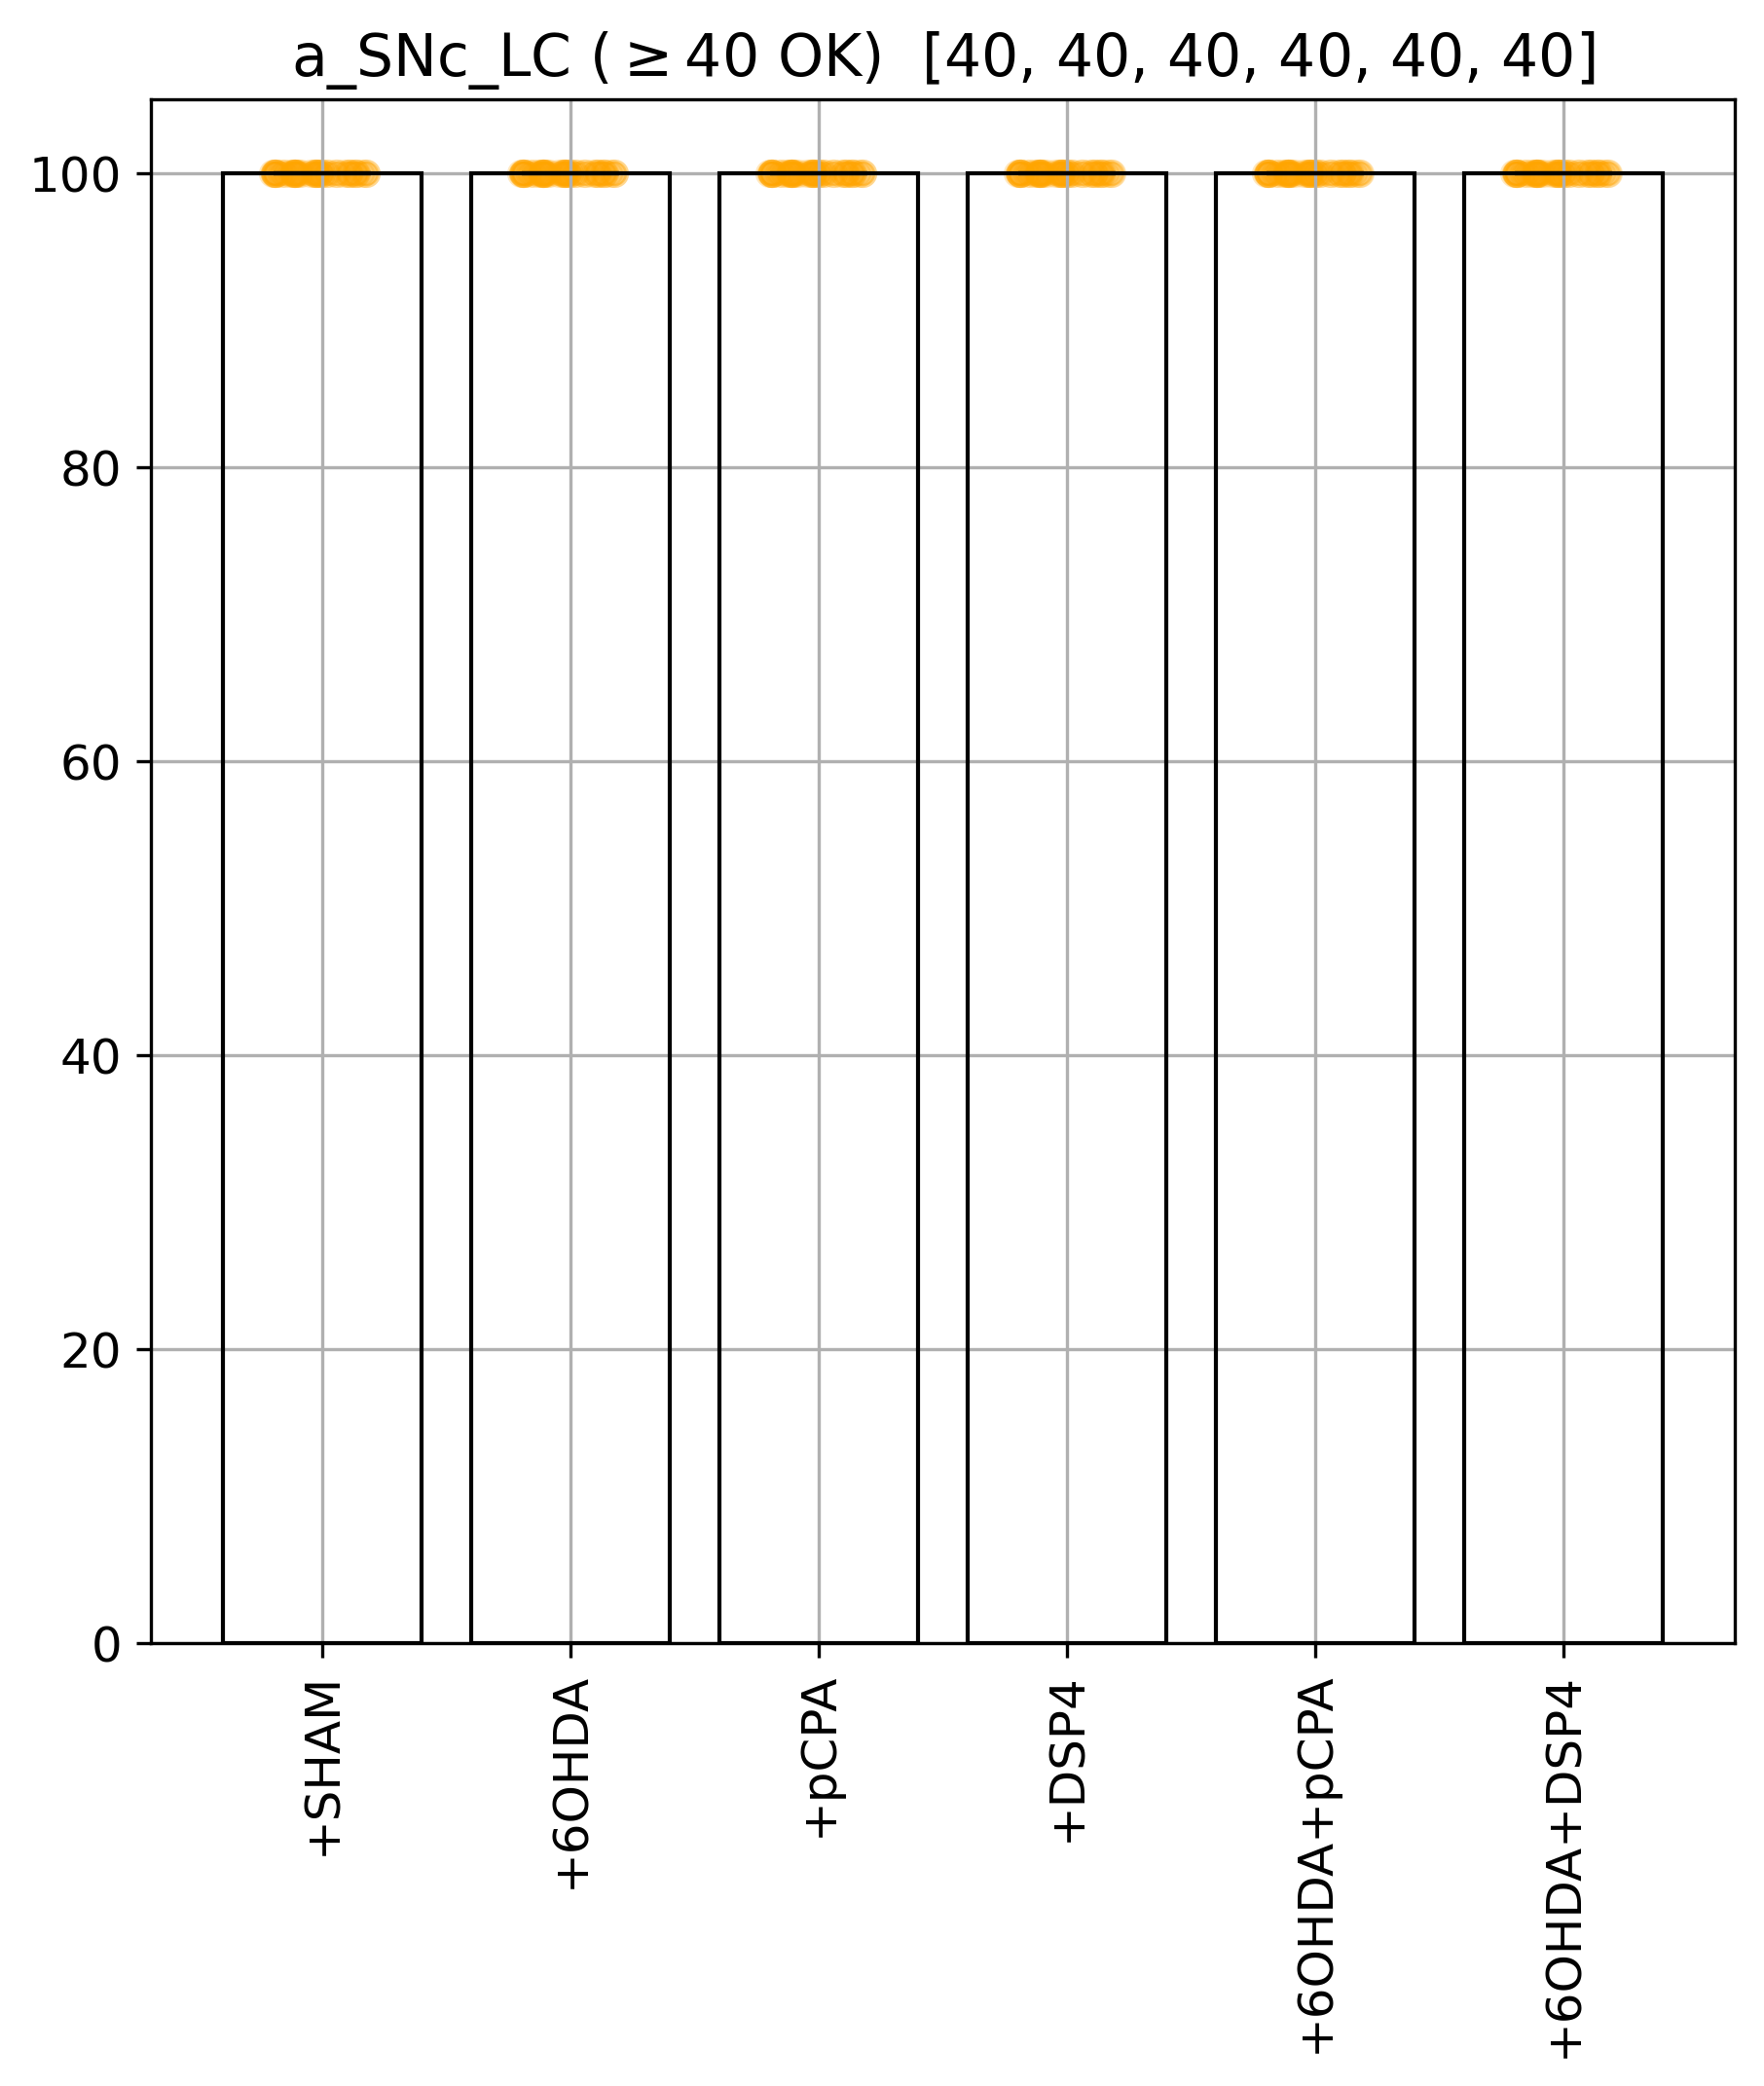 a_SNc_LC (≥40 OK) [40, 40, 40, 40, 40, 40]
100
80
60
40
20
0
+SHAM
+6OHDA
+pCPA
+DSP4
+6OHDA+pCPA
+6OHDA+DSP4